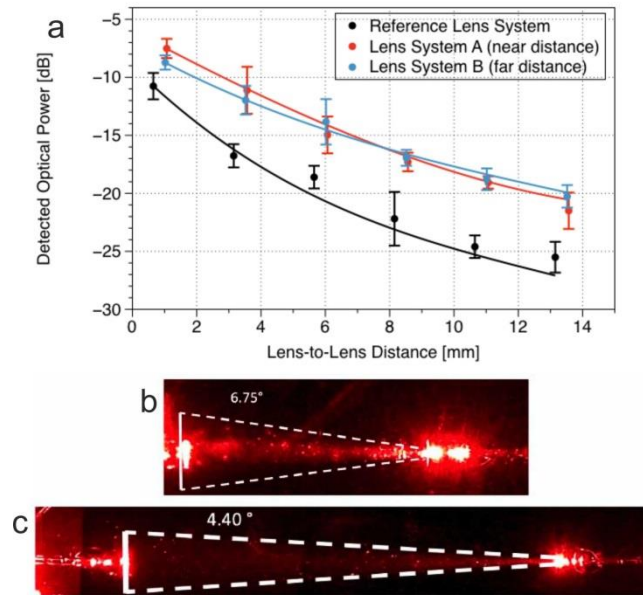 a
−5
−10
−15
−20
−25
−30
Detected Optical Power [dB]
Reference Lens System
Lens System A (near distance)
Lens System B (far distance)
0
2
4
6
8
10
12
14
Lens-to-Lens Distance [mm]
b
6.75°
c
4.40 °